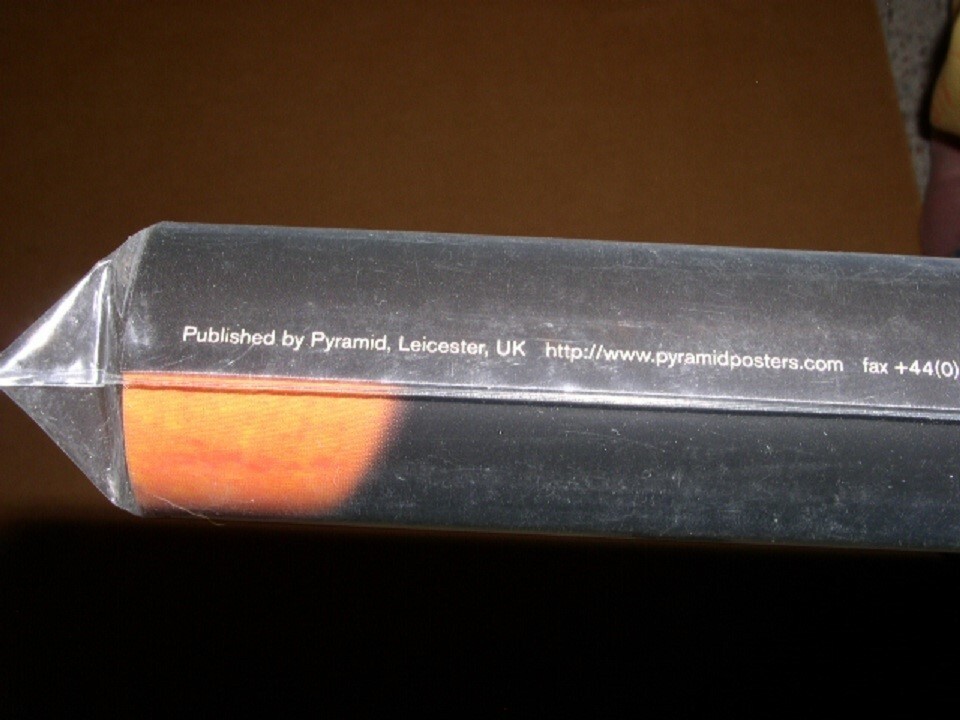 Published by Pyramid, Leicester, UK http://www.pyramidposters.com fax +44(0)